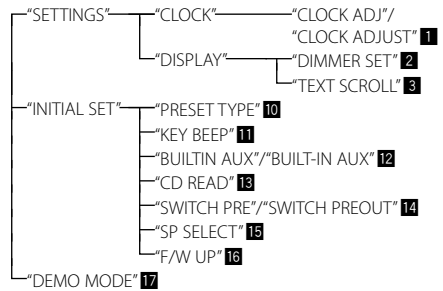 “SETTINGS” “CLOCK” “CLOCK ADJ”/
“CLOCK ADJUST” 1
“DISPLAY” “DIMMER SET” 2
“TEXT SCROLL” 3
“INITIAL SET” “PRESET TYPE” 10
“KEY BEEP” 11
“BUILTIN AUX”/“BUILT-IN AUX” 12
“CD READ” 13
“SWITCH PRE”/“SWITCH PREOUT” 14
“SP SELECT” 15
“F/W UP” 16
“DEMO MODE” 17